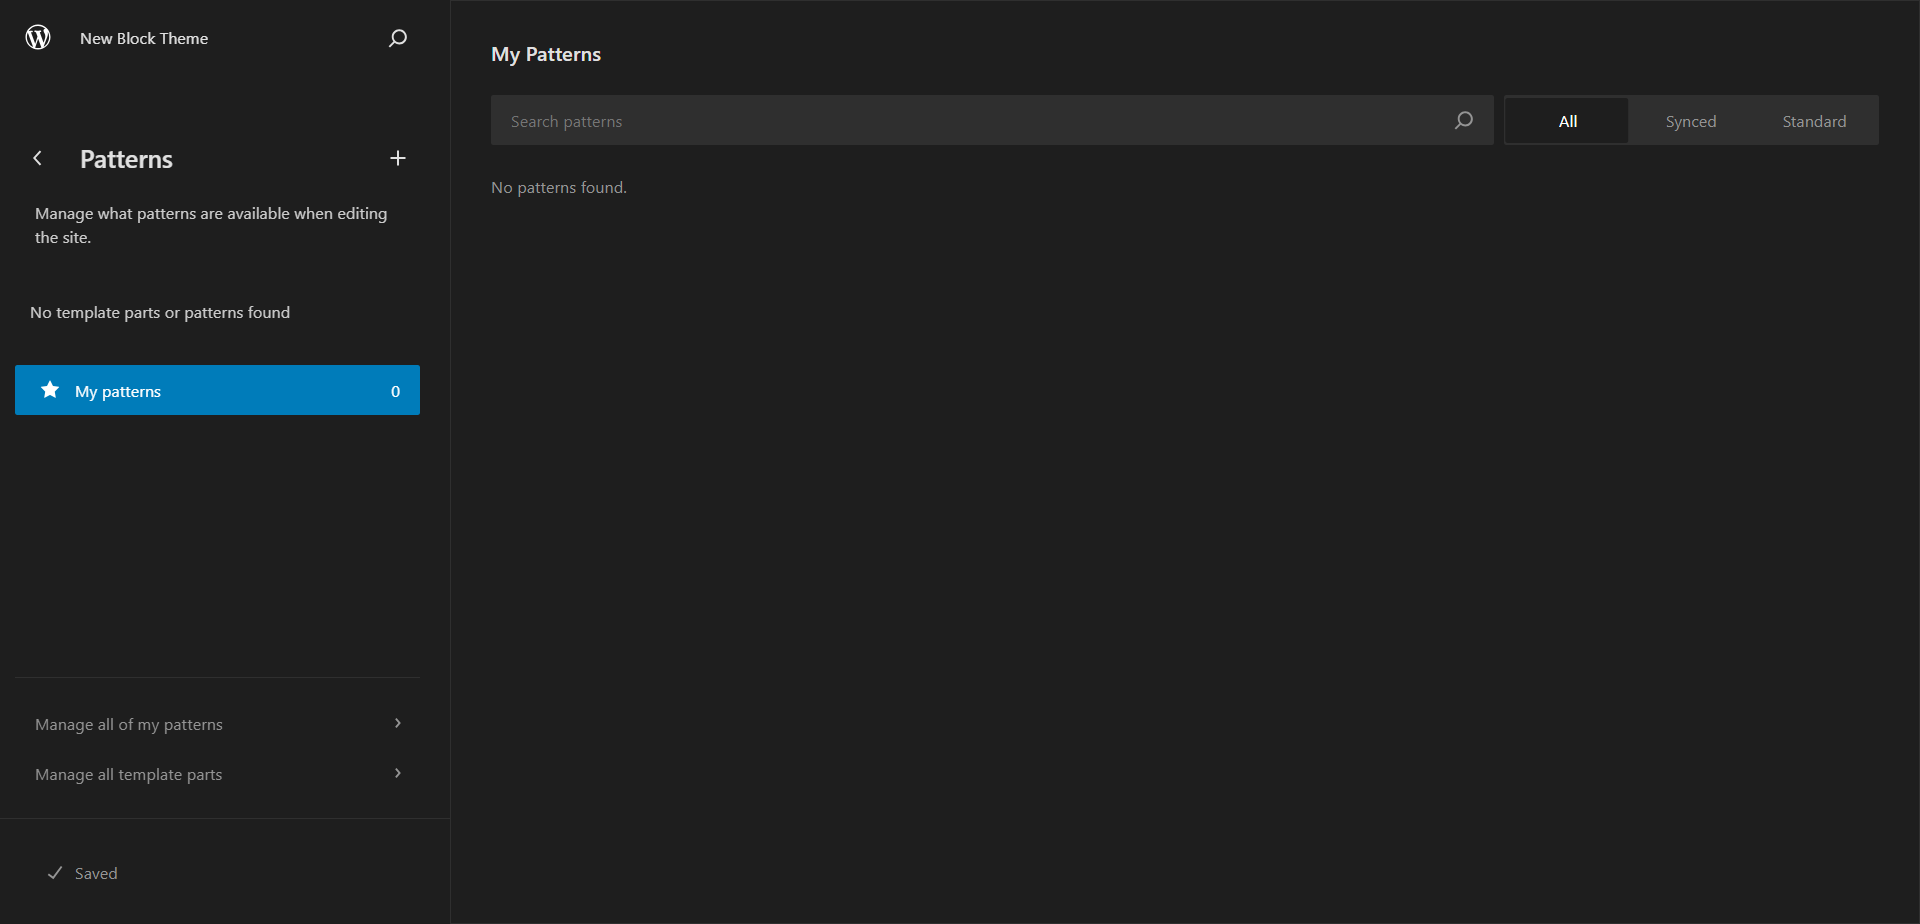 New Block Theme
Patterns
Manage what patterns are available when editing
the site.
No template parts or patterns found
My patterns 0
Manage all of my patterns
Manage all template parts
Saved
My Patterns
Search patterns
All Synced Standard
No patterns found.